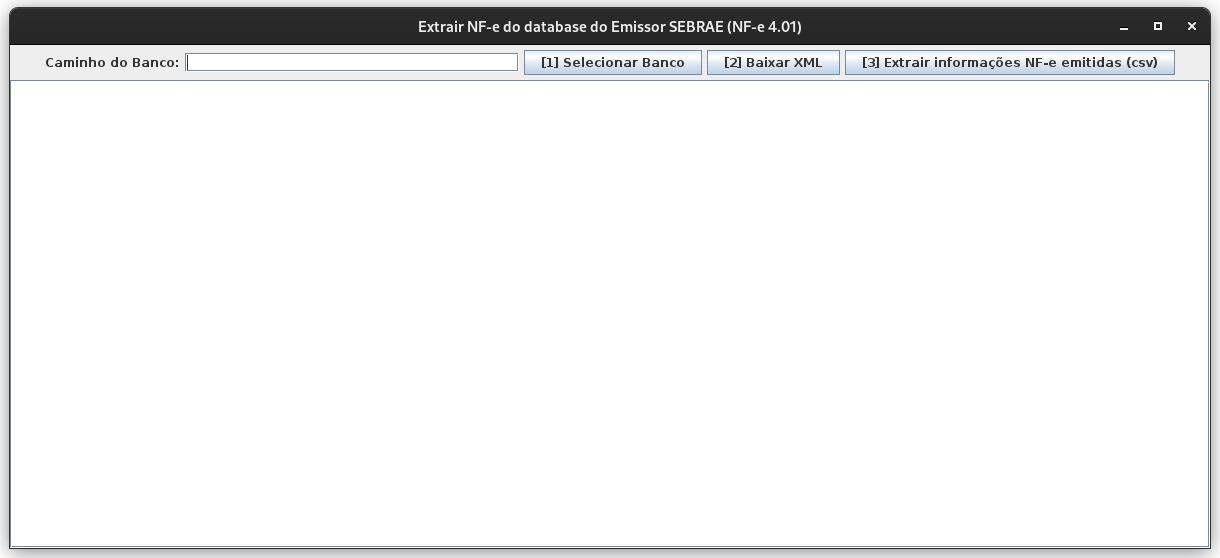 Extrair NF-e do database do Emissor SEBRAE (NF-e 4.01)
Caminho do Banco: [1] Selecionar Banco [2] Baixar XML [3] Extrair informações NF-e emitidas (csv)